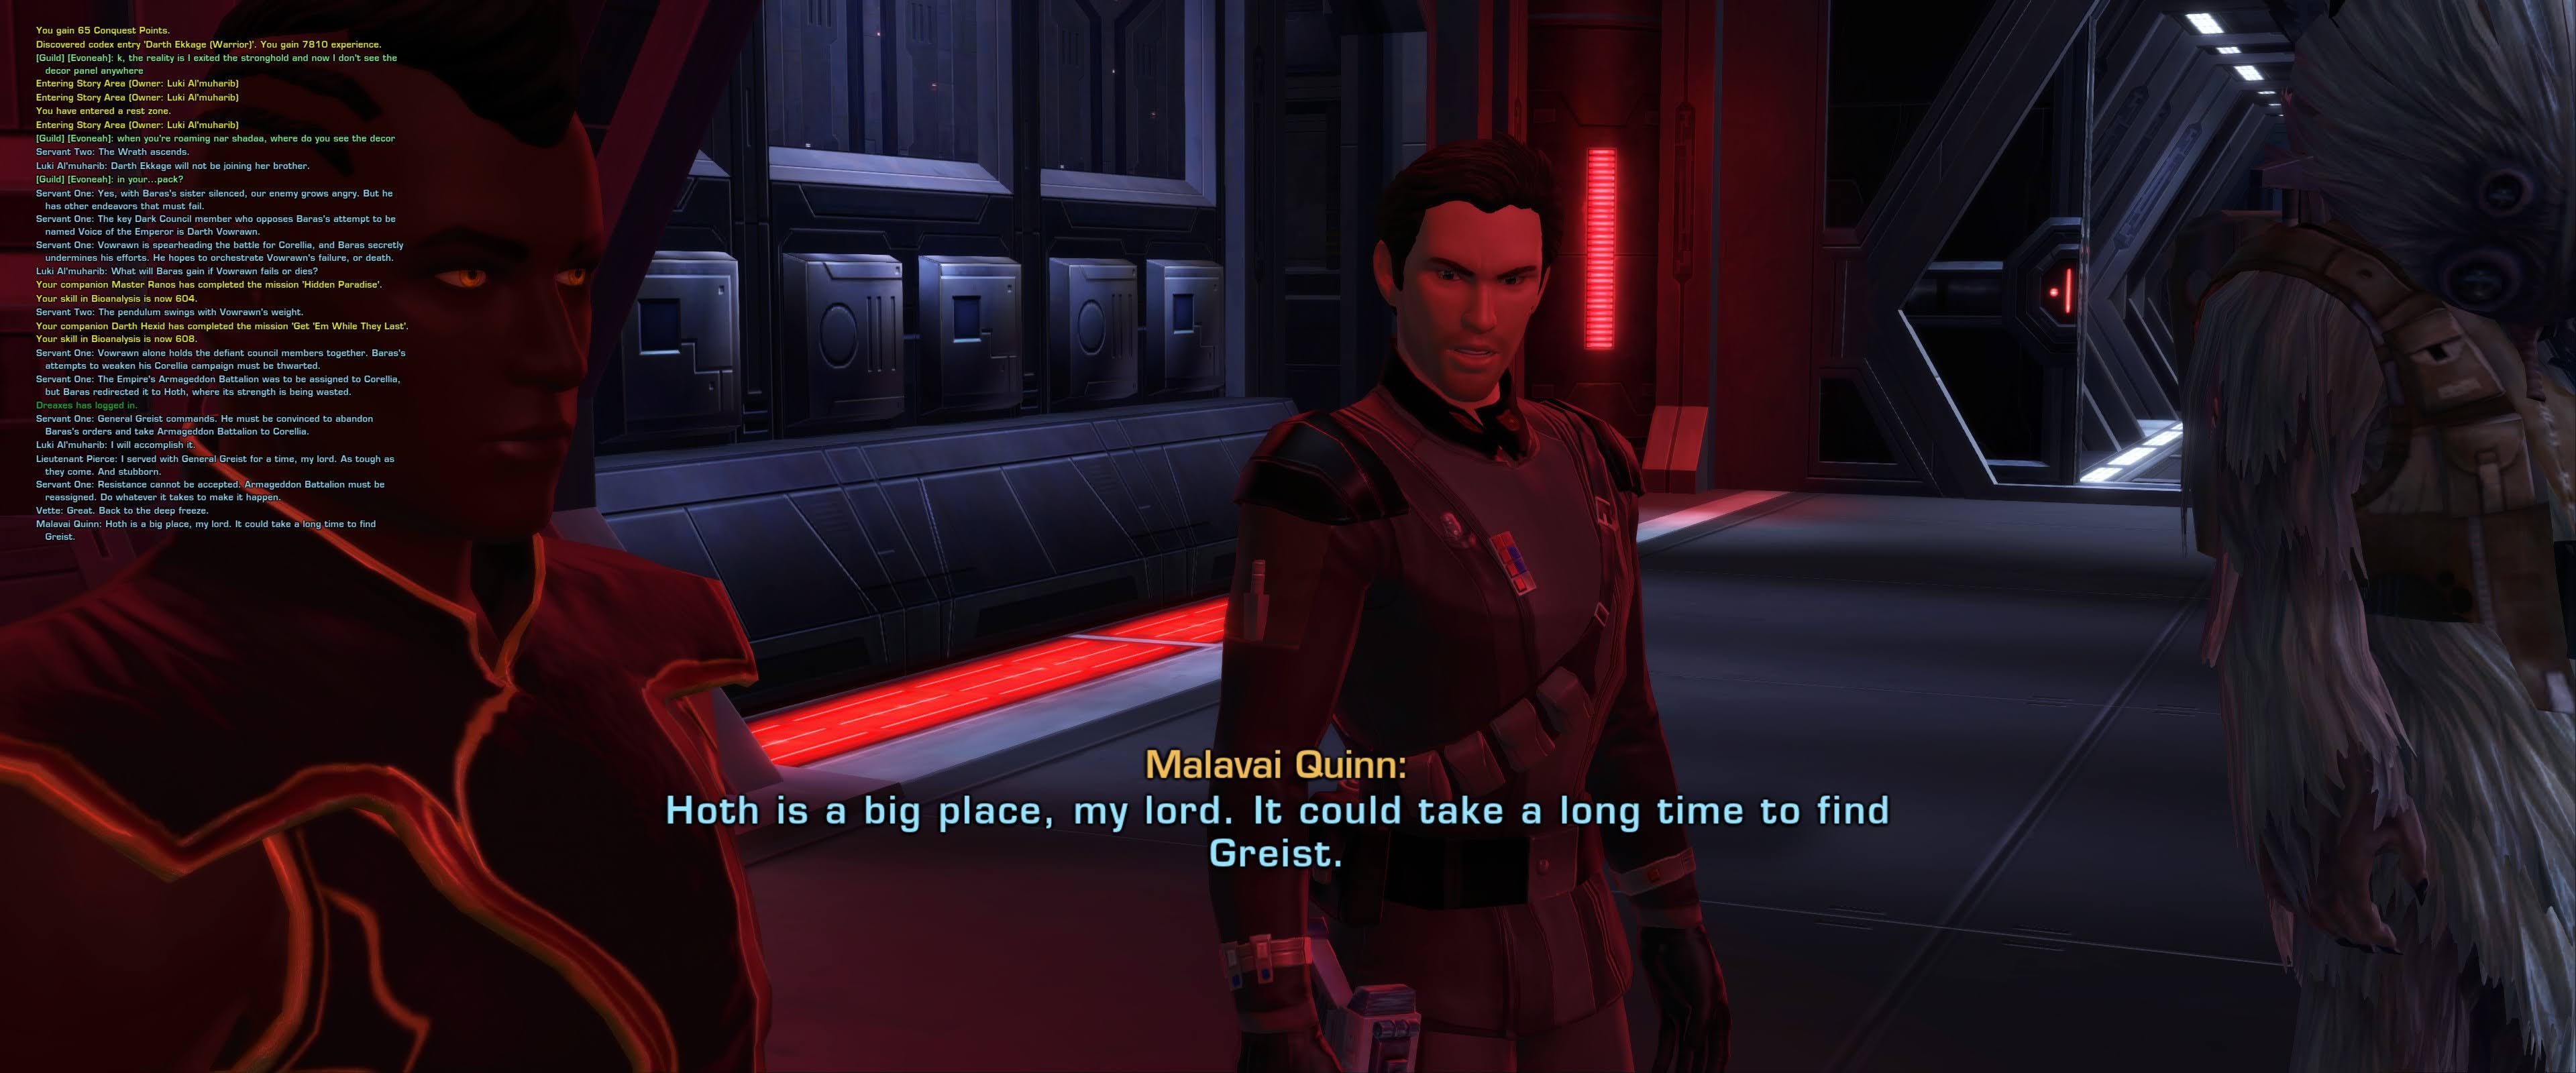 You gain 65 Conquest Points.
Discovered codex entry 'Darth Ekkage (Warrior)'. You gain 7810 experience.
[Guild] [Evoneah]: k, the reality is I exited the stronghold and now I don't see the
decor panel anywhere
Entering Story Area (Owner: Luki Al'muharib)
Entering Story Area (Owner: Luki Al'muharib)
You have entered a rest zone.
Entering Story Area (Owner: Luki Al'muharib)
[Guild] [Evoneah]: when you're roaming nar shadaa, where do you see the decor
Servant Two: The Wrath ascends.
Luki Al'muharib: Darth Ekkage will not be joining her brother.
[Guild] [Evoneah]: in your...pack?
Servant One: Yes, with Baras's sister silenced, our enemy grows angry. But he
has other endeavors that must fail.
Servant One: The key Dark Council member who opposes Baras's attempt to be
named Voice of the Emperor is Darth Vowrawn.
Servant One: Vowrawn is spearheading the battle for Corellia, and Baras secretly
undermines his efforts. He hopes to orchestrate Vowrawn's failure, or death.
Luki Al'muharib: What will Baras gain if Vowrawn fails or dies?
Your companion Master Ranos has completed the mission 'Hidden Paradise'.
Your skill in Bioanalysis is now 604.
Servant Two: The pendulum swings with Vowrawn's weight.
Your companion Darth Hexid has completed the mission 'Get 'Em While They Last'.
Your skill in Bioanalysis is now 608.
Servant One: Vowrawn alone holds the defiant council members together. Baras's
attempts to weaken his Corellia campaign must be thwarted.
Servant One: The Empire's Armageddon Battalion was to be assigned to Corellia,
but Baras redirected it to Hoth, where its strength is being wasted.
Dreaxes has logged in.
Servant One: General Greist commands. He must be convinced to abandon
Baras's orders and take Armageddon Battalion to Corellia.
Luki Al'muharib: I will accomplish it.
Lieutenant Pierce: I served with General Greist for a time, my lord. As tough as
they come. And stubborn.
Servant One: Resistance cannot be accepted. Armageddon Battalion must be
reassigned. Do whatever it takes to make it happen.
Vette: Great. Back to the deep freeze.
Malavai Quinn: Hoth is a big place, my lord. It could take a long time to find
Greist.
Malavai Quinn:
Hoth is a big place, my lord. It could take a long time to find
Greist.